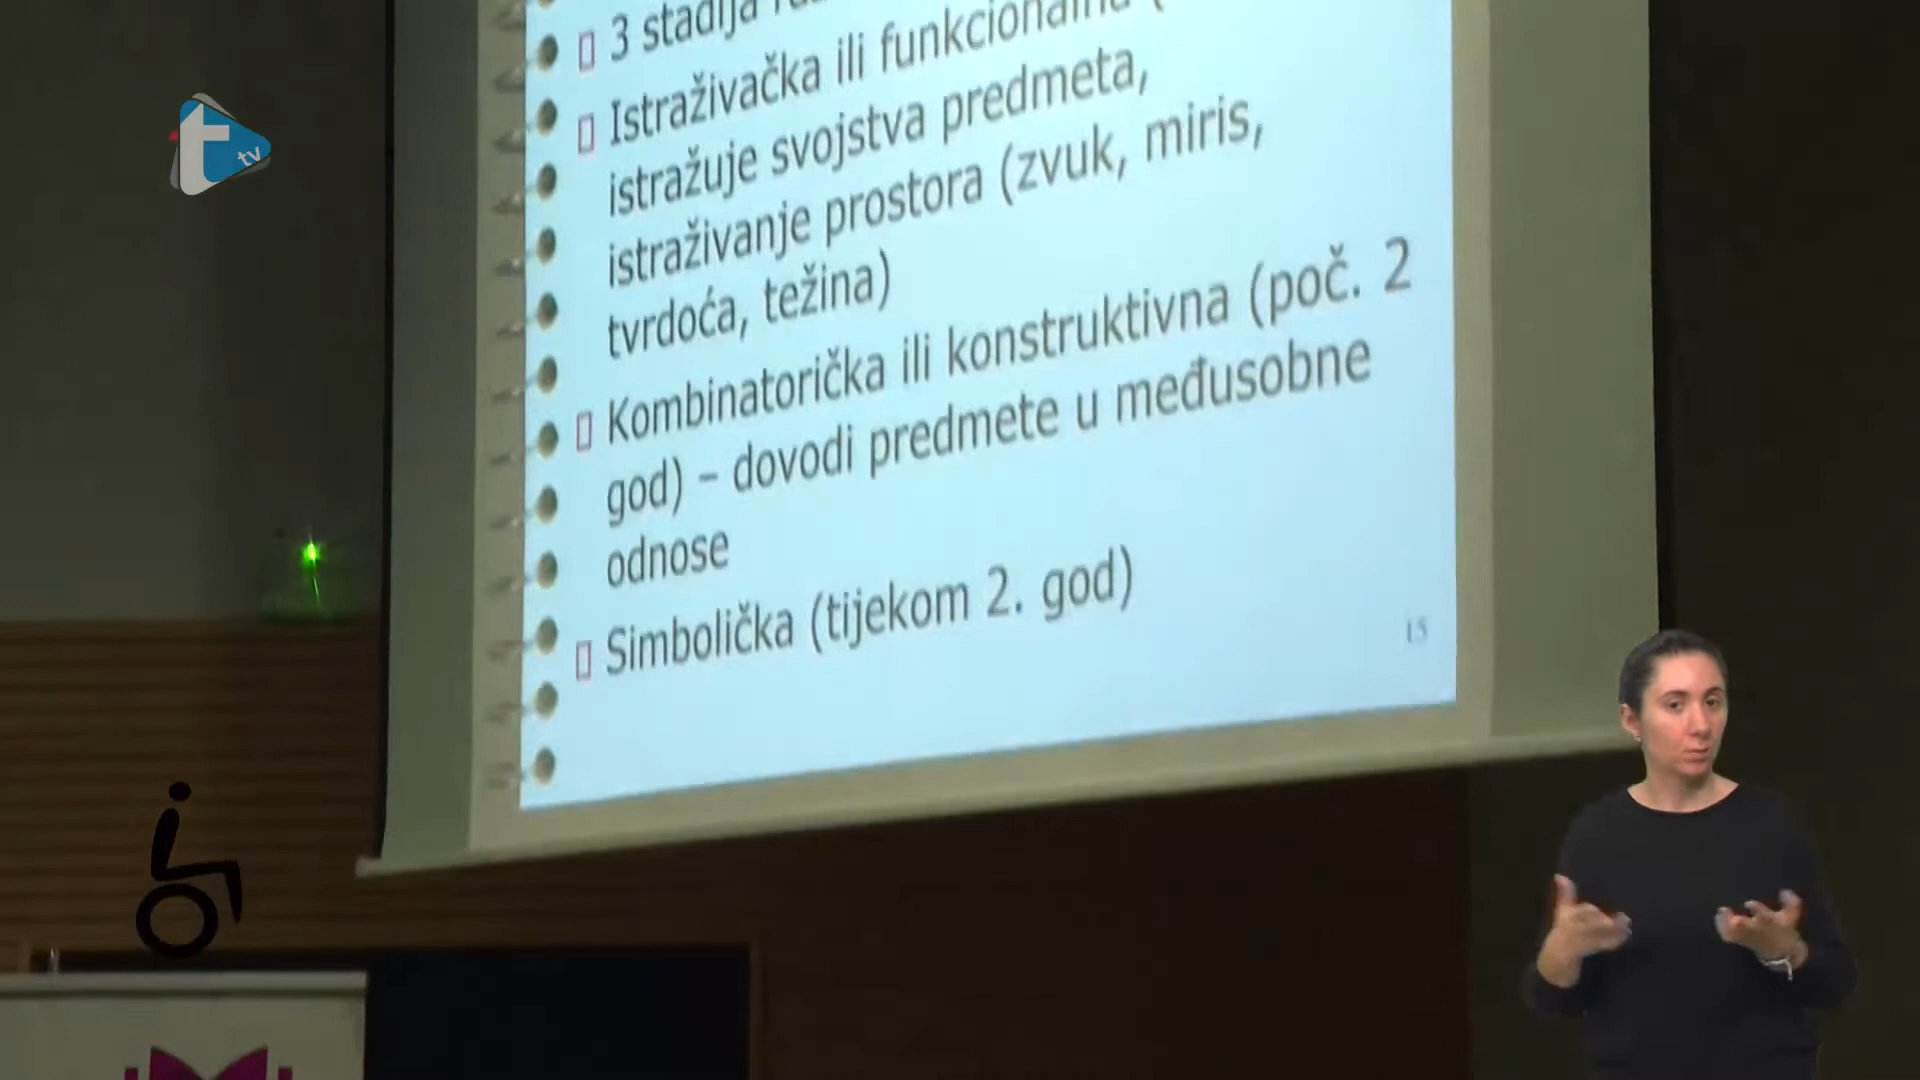 3 stadija
Istraživačka ili funkcionalna (
istražuje svojstva predmeta,
istraživanje prostora (zvuk, miris,
tvrdoća, težina)
Kombinatorička ili konstruktivna (poč. 2
god) – dovodi predmete u međusobne
odnose
Simbolička (tijekom 2. god)
15
t tv